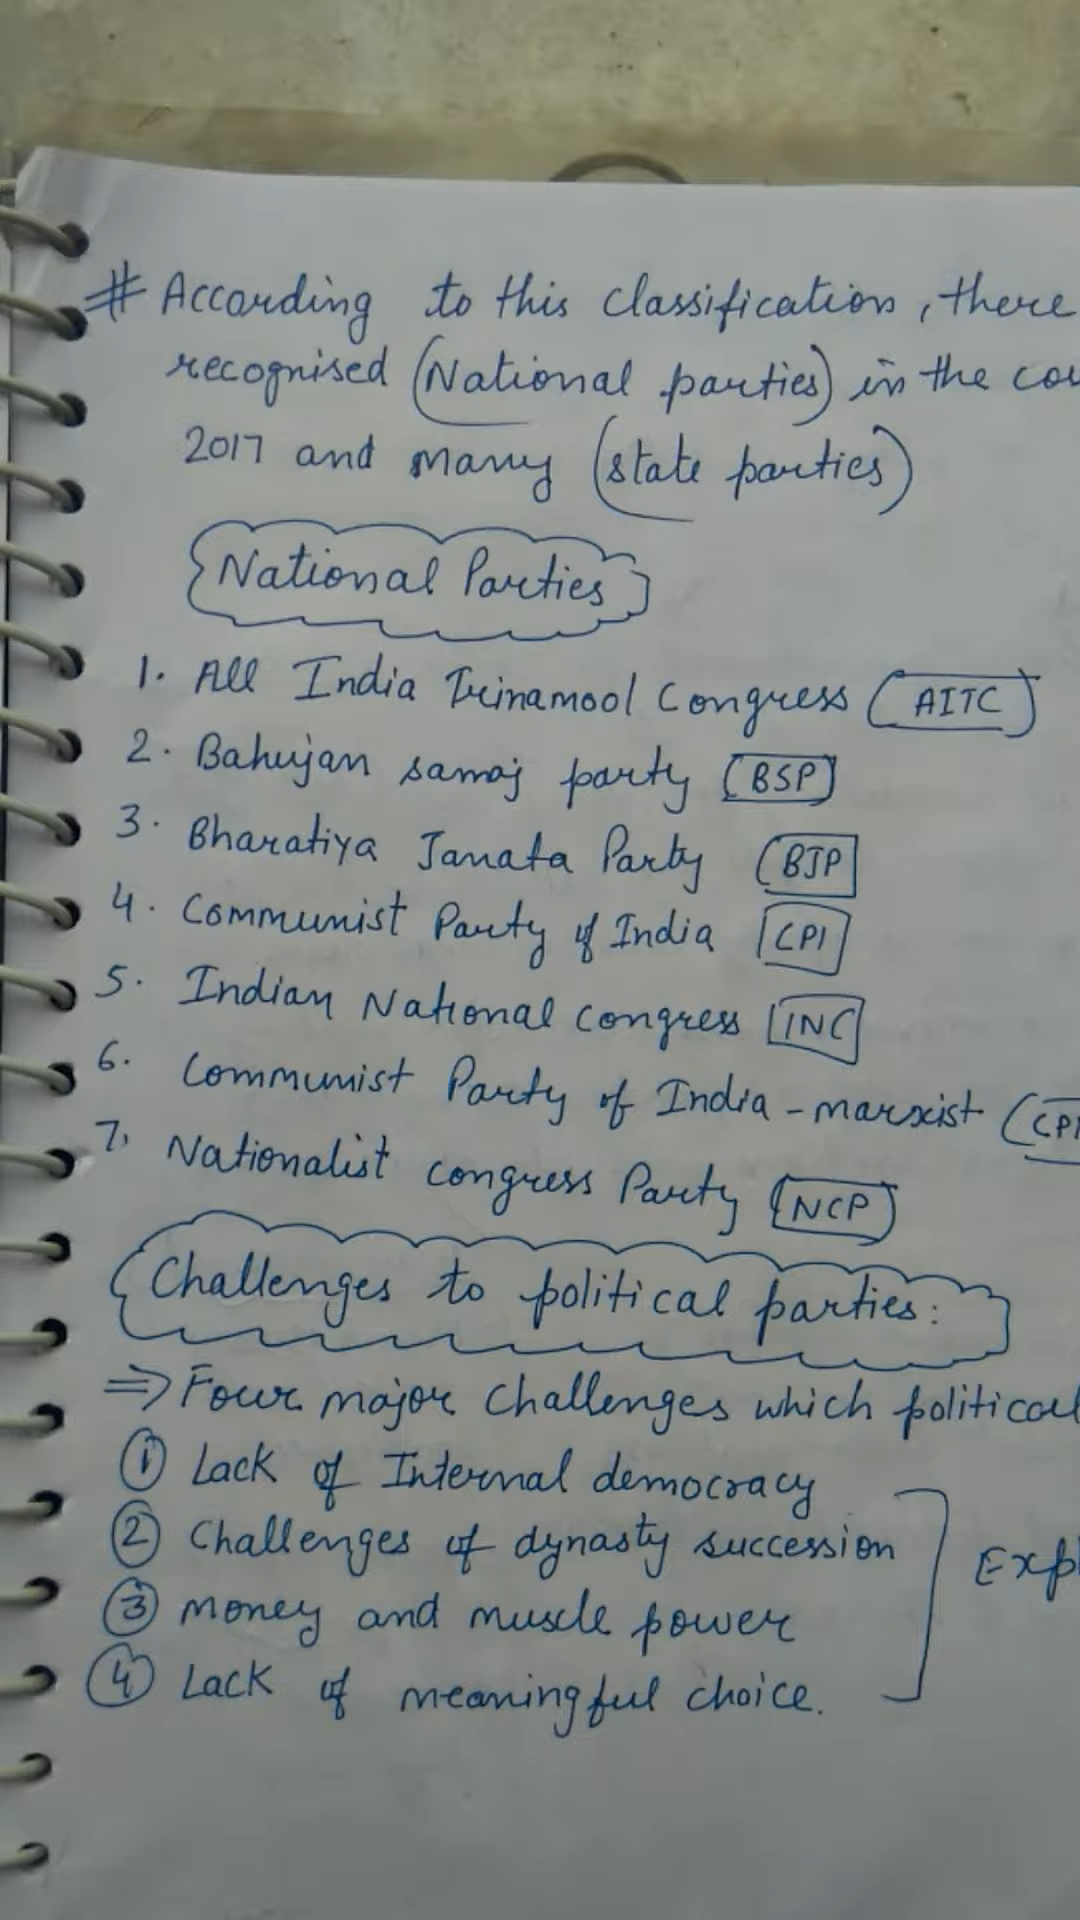 # According to this classification, there
recognised (National parties) in the cou
2017 and many (state parties)
National Parties
1. All India Trinamool Congress (AITC)
2. Bahujan samaj party (BSP)
3. Bharatiya Janata Party (BJP)
4. Communist Party of India [CPI]
5. Indian National congress [INC]
6. Communist Party of India - marxist (CPI
7. Nationalist congress Party [NCP]
Challenges to political parties:
⇒ Four major challenges which political
① Lack of Internal democracy
② Challenges of dynasty succession
③ money and muscle power
④ Lack of meaningful choice.
Expl